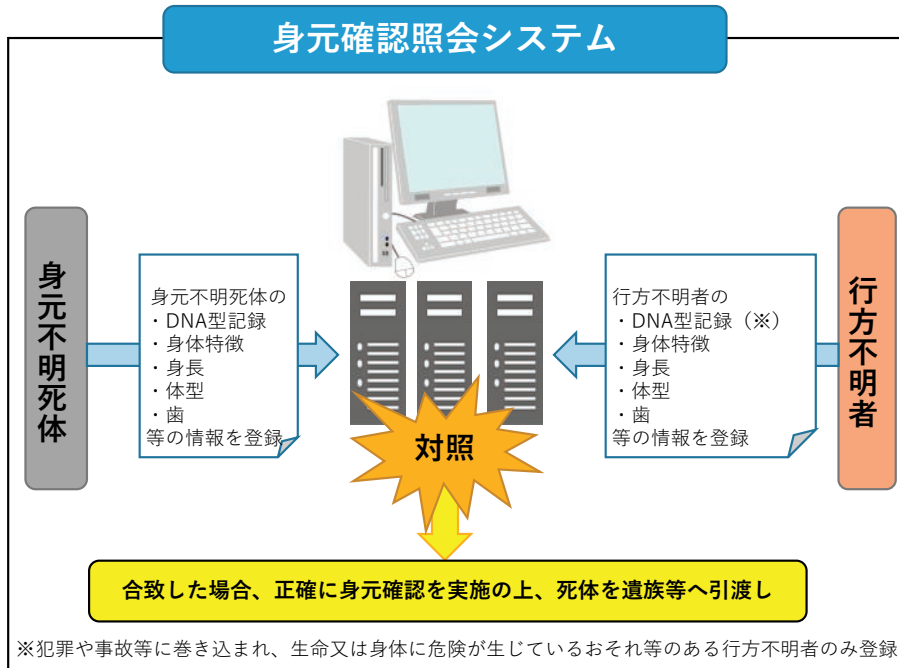 身元確認照会システム
身元不明死体
身元不明死体の
・DNA型記録
・身体特徴
・身長
・体型
・歯
等の情報を登録
行方不明者の
・DNA型記録（※）
・身体特徴
・身長
・体型
・歯
等の情報を登録
行方不明者
対照
合致した場合、正確に身元確認を実施の上、死体を遺族等へ引渡し
※犯罪や事故等に巻き込まれ、生命又は身体に危険が生じているおそれ等のある行方不明者のみ登録